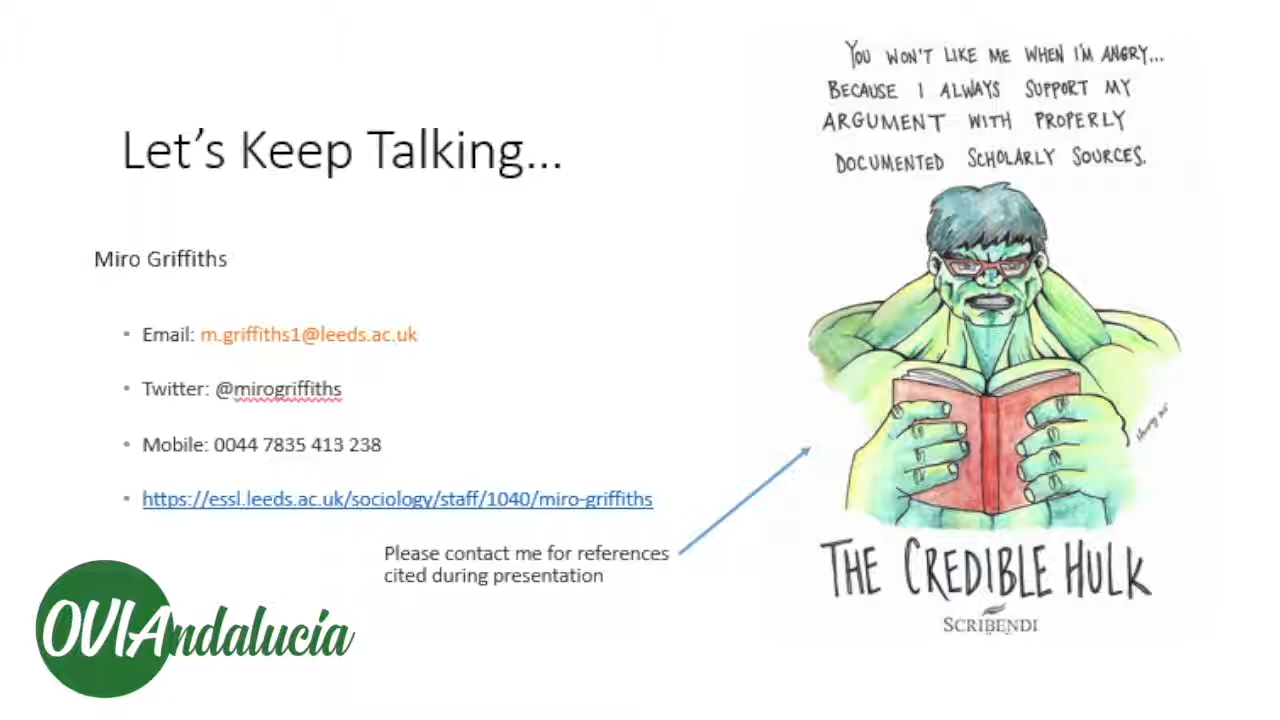 Let's Keep Talking...
Miro Griffiths
Email: m.griffiths1@leeds.ac.uk
Twitter: @mirogriffiths
Mobile: 0044 7835 413 238
https://essl.leeds.ac.uk/sociology/staff/1040/miro-griffiths
Please contact me for references
cited during presentation
OVIAndalucía
YOU WON'T LIKE ME WHEN I'M ANGRY...
BECAUSE I ALWAYS SUPPORT MY
ARGUMENT WITH PROPERLY
DOCUMENTED SCHOLARLY SOURCES.
THE CREDIBLE HULK
SCRIBENDI